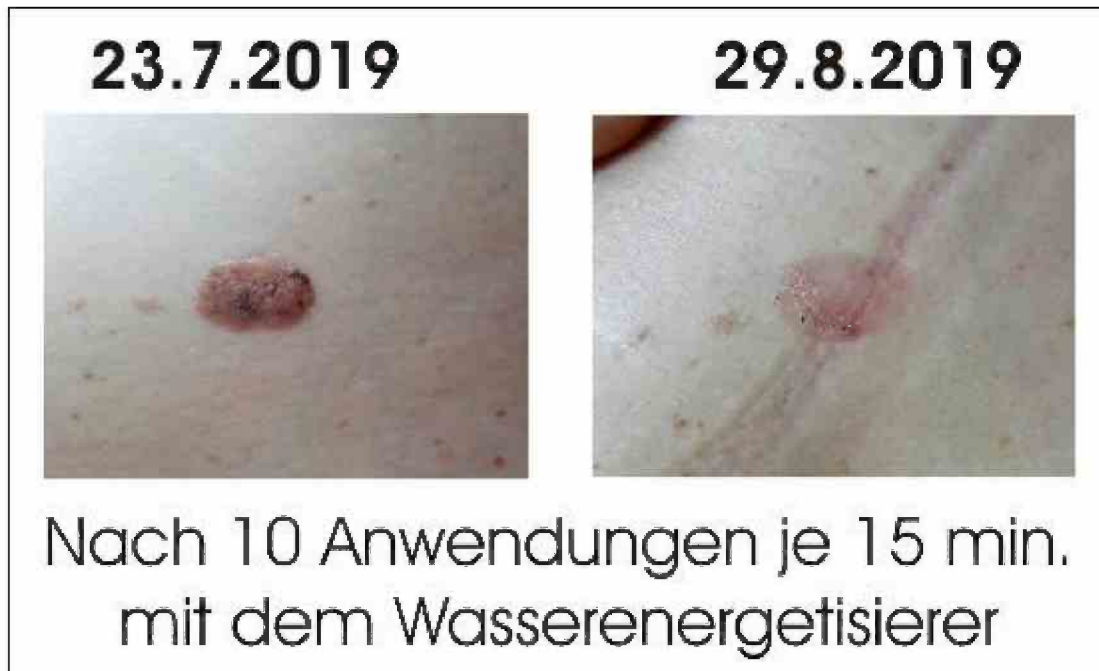 23.7.2019 29.8.2019
Nach 10 Anwendungen je 15 min.
mit dem Wasserenergetisierer